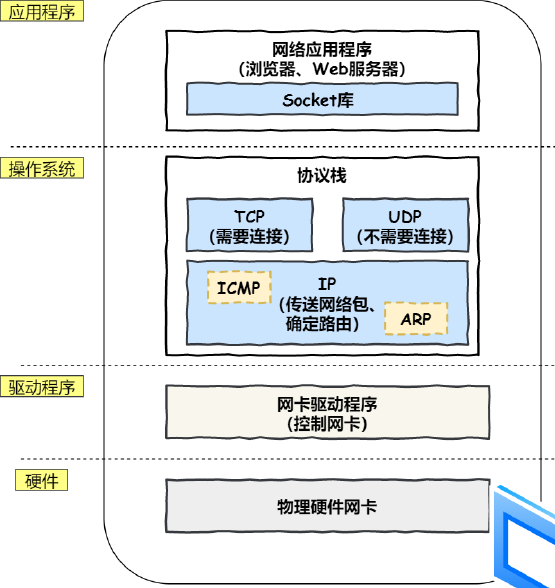 应用程序
网络应用程序
（浏览器、Web服务器）
Socket库
操作系统
协议栈
TCP
（需要连接）
UDP
（不需要连接）
ICMP
IP
（传送网络包、
确定路由）
ARP
驱动程序
网卡驱动程序
（控制网卡）
硬件
物理硬件网卡